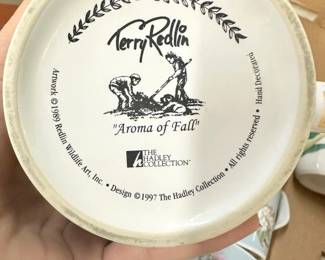 Terry Redlin
"Aroma of Fall"
THE
HADLEY
COLLECTION
Artwork ©1989 Redlin Wildlife Art, Inc. • Design ©1997 The Hadley Collection • All rights reserved • Hand Decorated